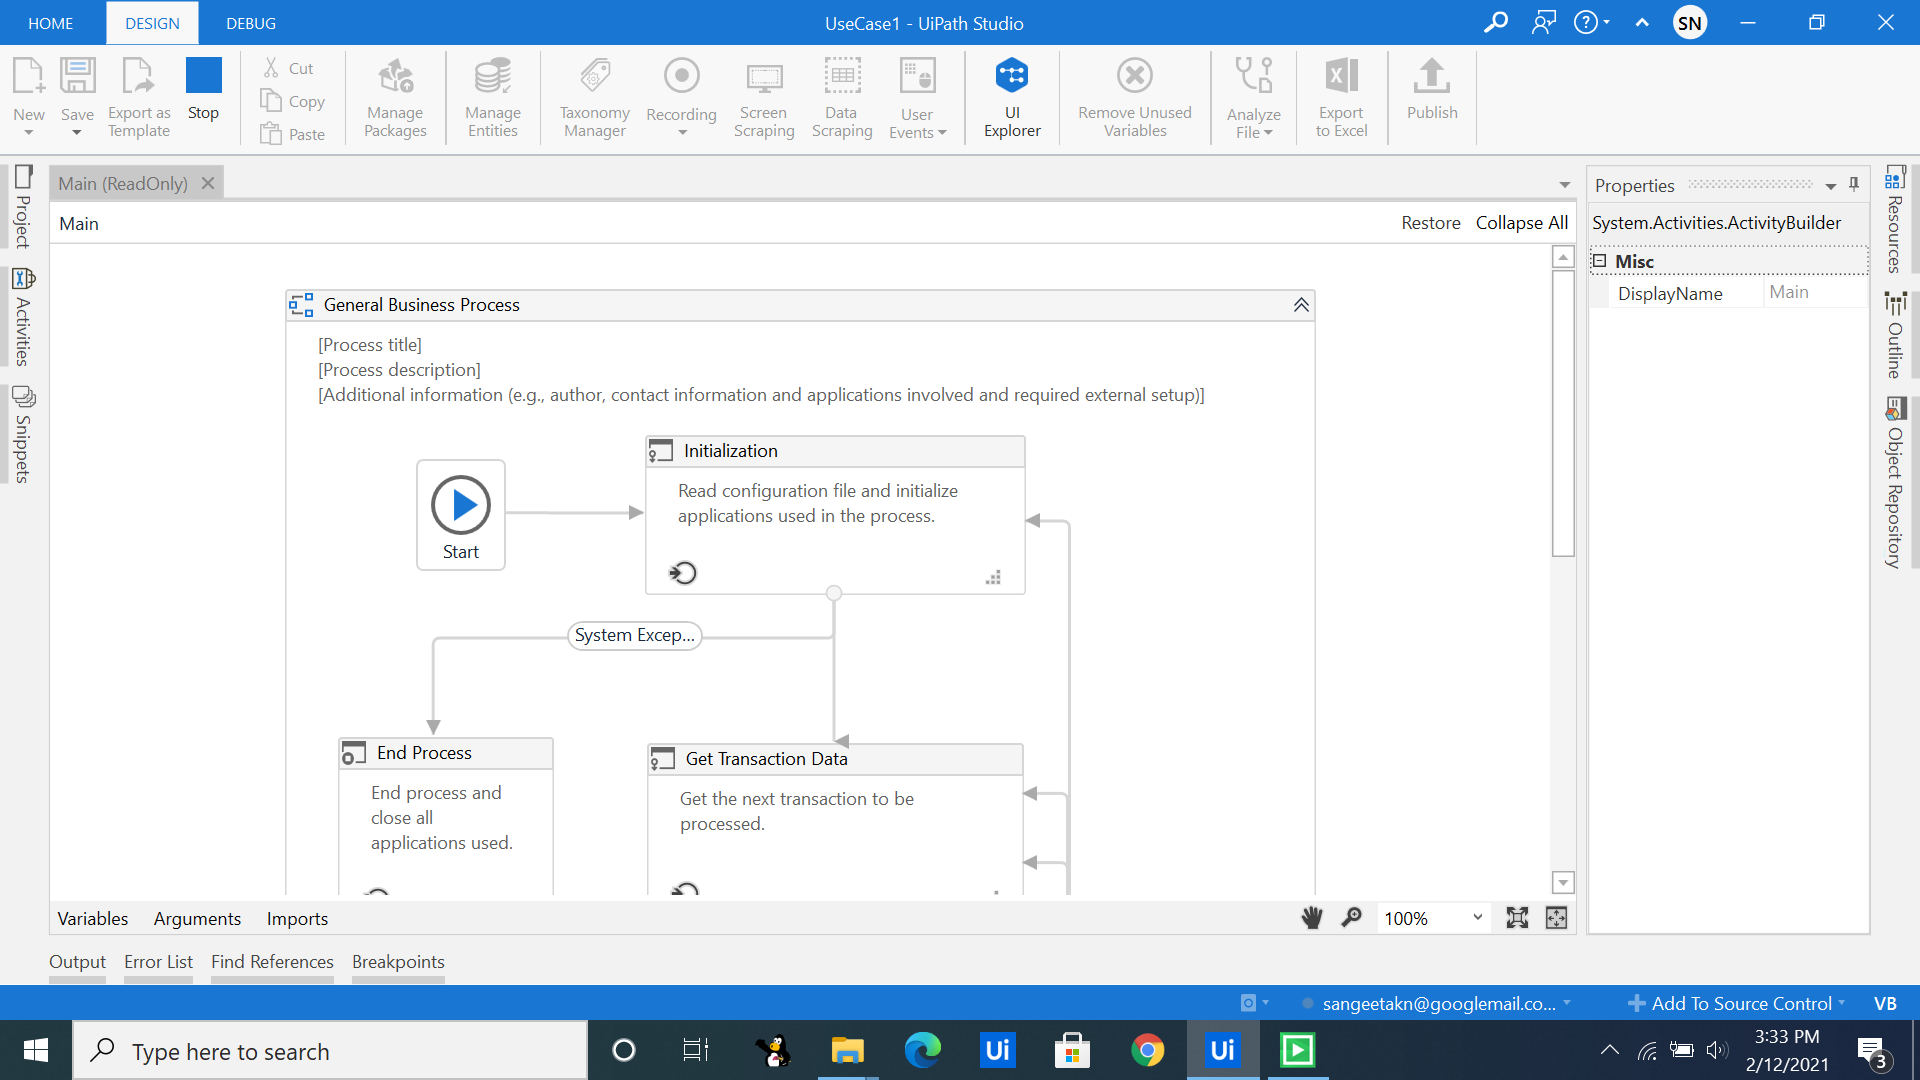 HOME
DESIGN
DEBUG
UseCase1 - UiPath Studio
SN
New
Save
Export as
Template
Stop
Cut
Copy
Paste
Manage
Packages
Manage
Entities
Taxonomy
Manager
Recording
Screen
Scraping
Data
Scraping
User
Events
UI
Explorer
Remove Unused
Variables
Analyze
File
Export
to Excel
Publish
Project
Activities
Snippets
Main (ReadOnly)
Main
Restore
Collapse All
General Business Process
[Process title]
[Process description]
[Additional information (e.g., author, contact information and applications involved and required external setup)]
Start
Initialization
Read configuration file and initialize
applications used in the process.
System Excep...
End Process
End process and
close all
applications used.
Get Transaction Data
Get the next transaction to be
processed.
Properties
System.Activities.ActivityBuilder
Misc
DisplayName
Main
Resources
Outline
Object Repository
Variables
Arguments
Imports
100%
Output
Error List
Find References
Breakpoints
sangeetakn@googlemail.co...
Add To Source Control
VB
Type here to search
Ui
Ui
3:33 PM
2/12/2021
3